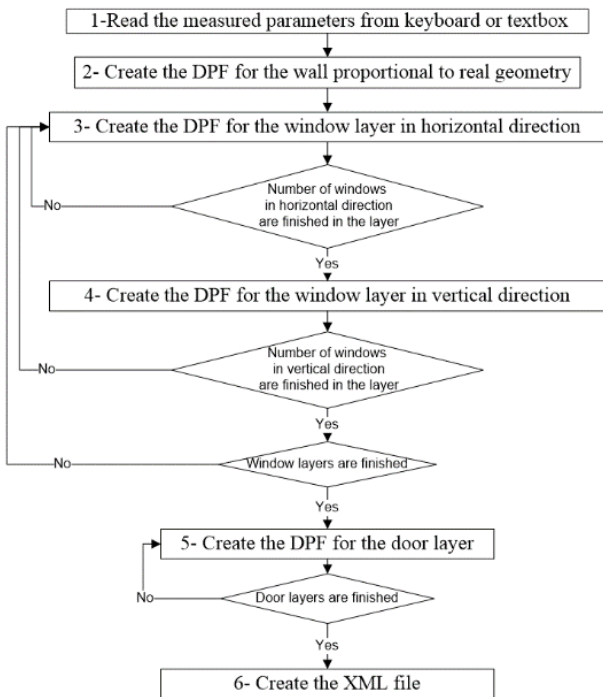 1-Read the measured parameters from keyboard or textbox
2- Create the DPF for the wall proportional to real geometry
3- Create the DPF for the window layer in horizontal direction
Number of windows
in horizontal direction
are finished in the layer
No
Yes
4- Create the DPF for the window layer in vertical direction
Number of windows
in vertical direction
are finished in the layer
No
Yes
Window layers are finished
No
Yes
5- Create the DPF for the door layer
Door layers are finished
No
Yes
6- Create the XML file